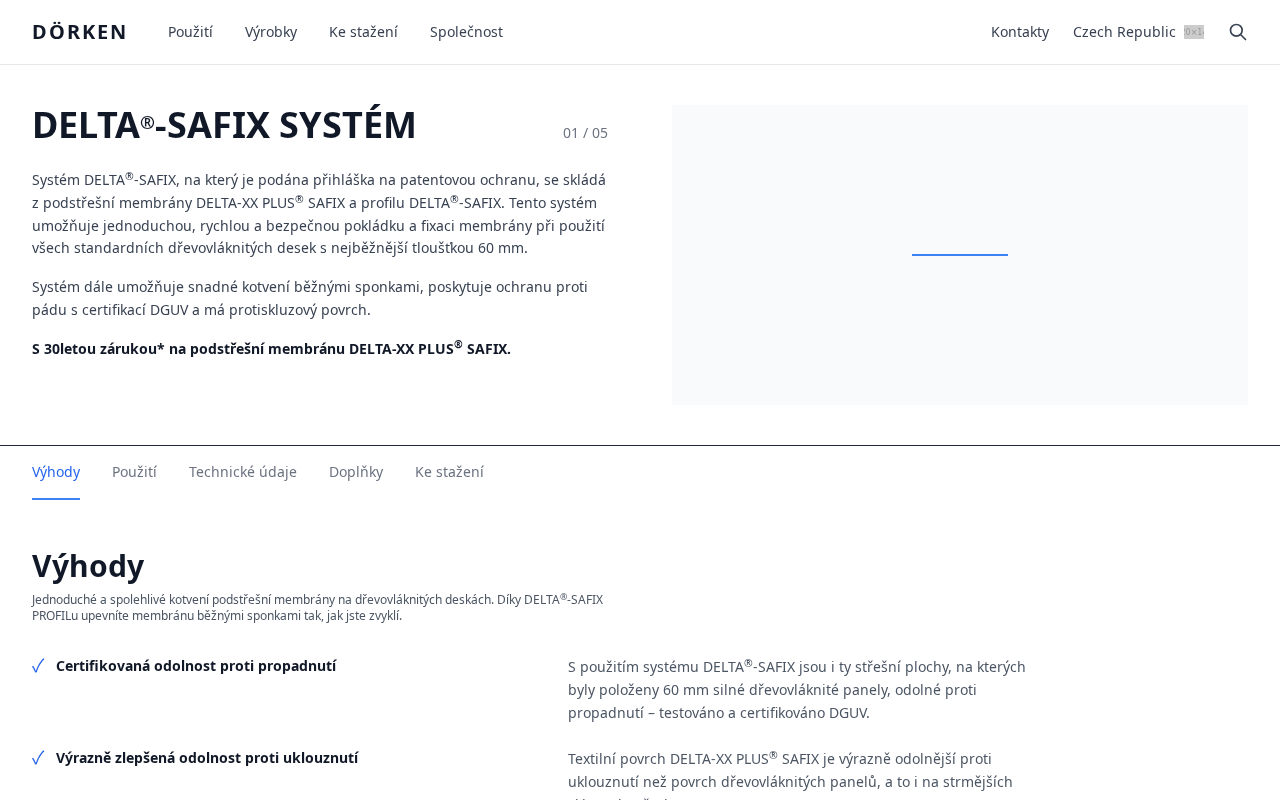 DÖRKEN
Použití
Výrobky
Ke stažení
Společnost
Kontakty
Czech Republic
DELTA®-SAFIX SYSTÉM
01 / 05
Systém DELTA®-SAFIX, na který je podána přihláška na patentovou ochranu, se skládá
z podstřešní membrány DELTA-XX PLUS® SAFIX a profilu DELTA®-SAFIX. Tento systém
umožňuje jednoduchou, rychlou a bezpečnou pokládku a fixaci membrány při použití
všech standardních dřevovláknitých desek s nejběžnější tloušťkou 60 mm.
Systém dále umožňuje snadné kotvení běžnými sponkami, poskytuje ochranu proti
pádu s certifikací DGUV a má protiskluzový povrch.
S 30letou zárukou* na podstřešní membránu DELTA-XX PLUS® SAFIX.
Výhody
Použití
Technické údaje
Doplňky
Ke stažení
Výhody
Jednoduché a spolehlivé kotvení podstřešní membrány na dřevovláknitých deskách. Díky DELTA®-SAFIX
PROFILu upevníte membránu běžnými sponkami tak, jak jste zvyklí.
✓ Certifikovaná odolnost proti propadnutí
S použitím systému DELTA®-SAFIX jsou i ty střešní plochy, na kterých
byly položeny 60 mm silné dřevovláknité panely, odolné proti
propadnutí – testováno a certifikováno DGUV.
✓ Výrazně zlepšená odolnost proti uklouznutí
Textilní povrch DELTA-XX PLUS® SAFIX je výrazně odolnější proti
uklouznutí než povrch dřevovláknitých panelů, a to i na strmějších